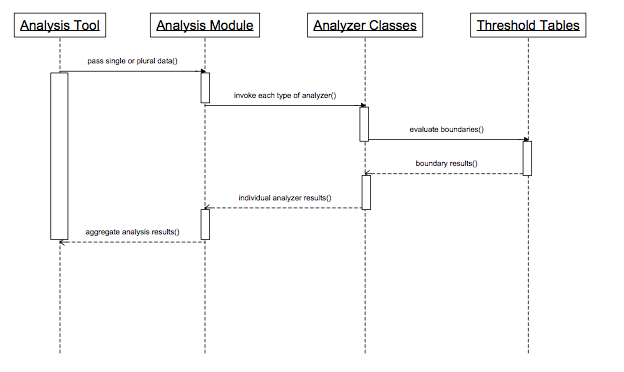 Analysis Tool
Analysis Module
Analyzer Classes
Threshold Tables
pass single or plural data()
invoke each type of analyzer()
evaluate boundaries()
boundary results()
individual analyzer results()
aggregate analysis results()